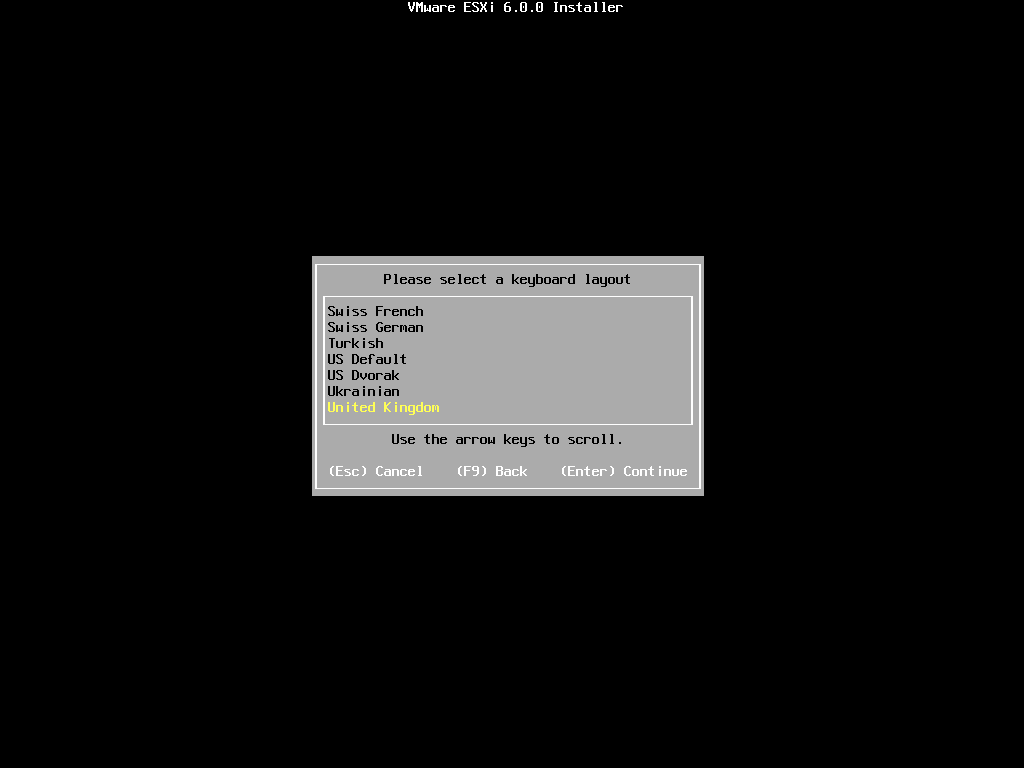 VMware ESXi 6.0.0 Installer
Please select a keyboard layout
Swiss French
Swiss German
Turkish
US Default
US Dvorak
Ukrainian
United Kingdom
Use the arrow keys to scroll.
(Esc) Cancel    (F9) Back    (Enter) Continue